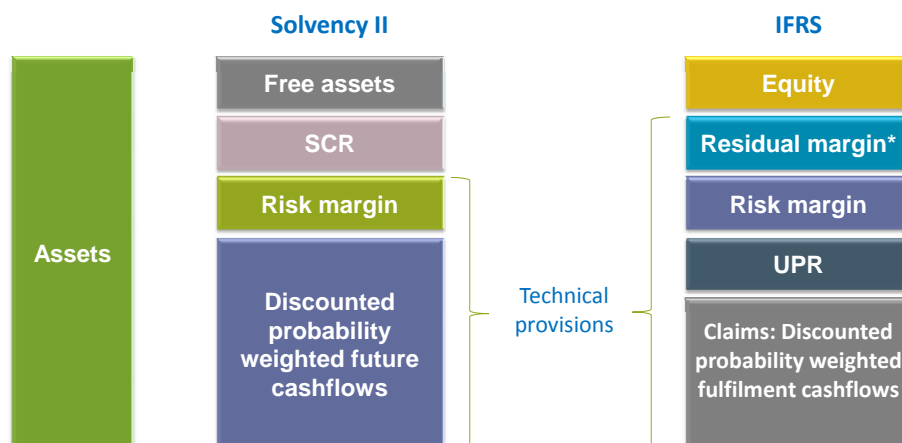 Solvency II
IFRS
Assets
Free assets
SCR
Risk margin
Discounted
probability
weighted future
cashflows
Technical
provisions
Equity
Residual margin*
Risk margin
UPR
Claims: Discounted
probability weighted
fulfilment cashflows